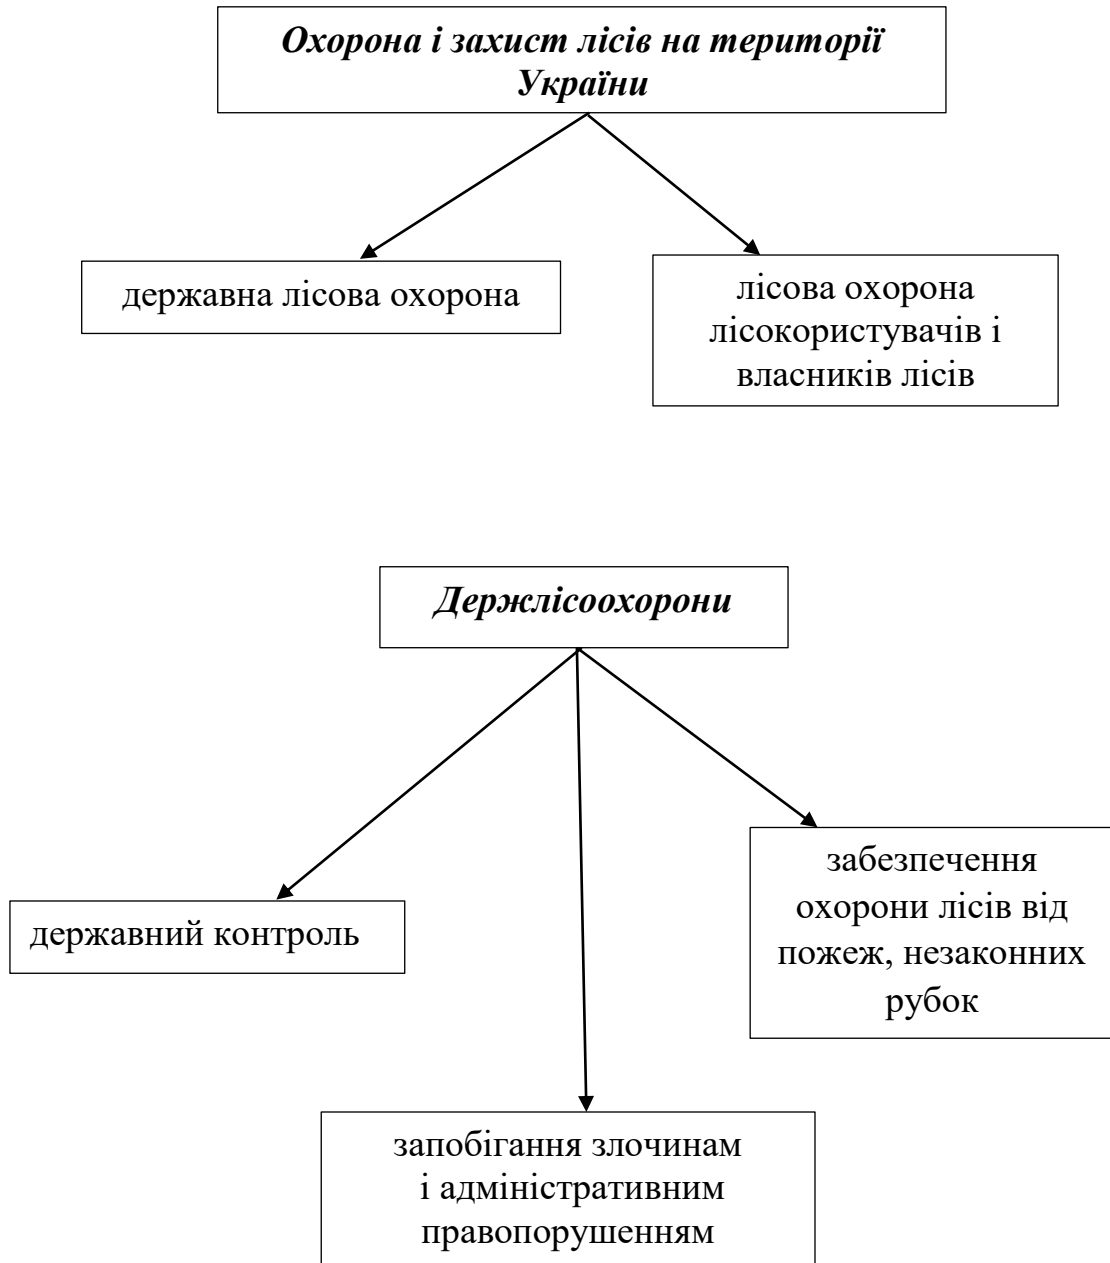 Охорона і захист лісів на території
України
державна лісова охорона
лісова охорона
лісокористувачів і
власників лісів
Держлісоохорони
державний контроль
забезпечення
охорони лісів від
пожеж, незаконних
рубок
запобігання злочинам
і адміністративним
правопорушенням